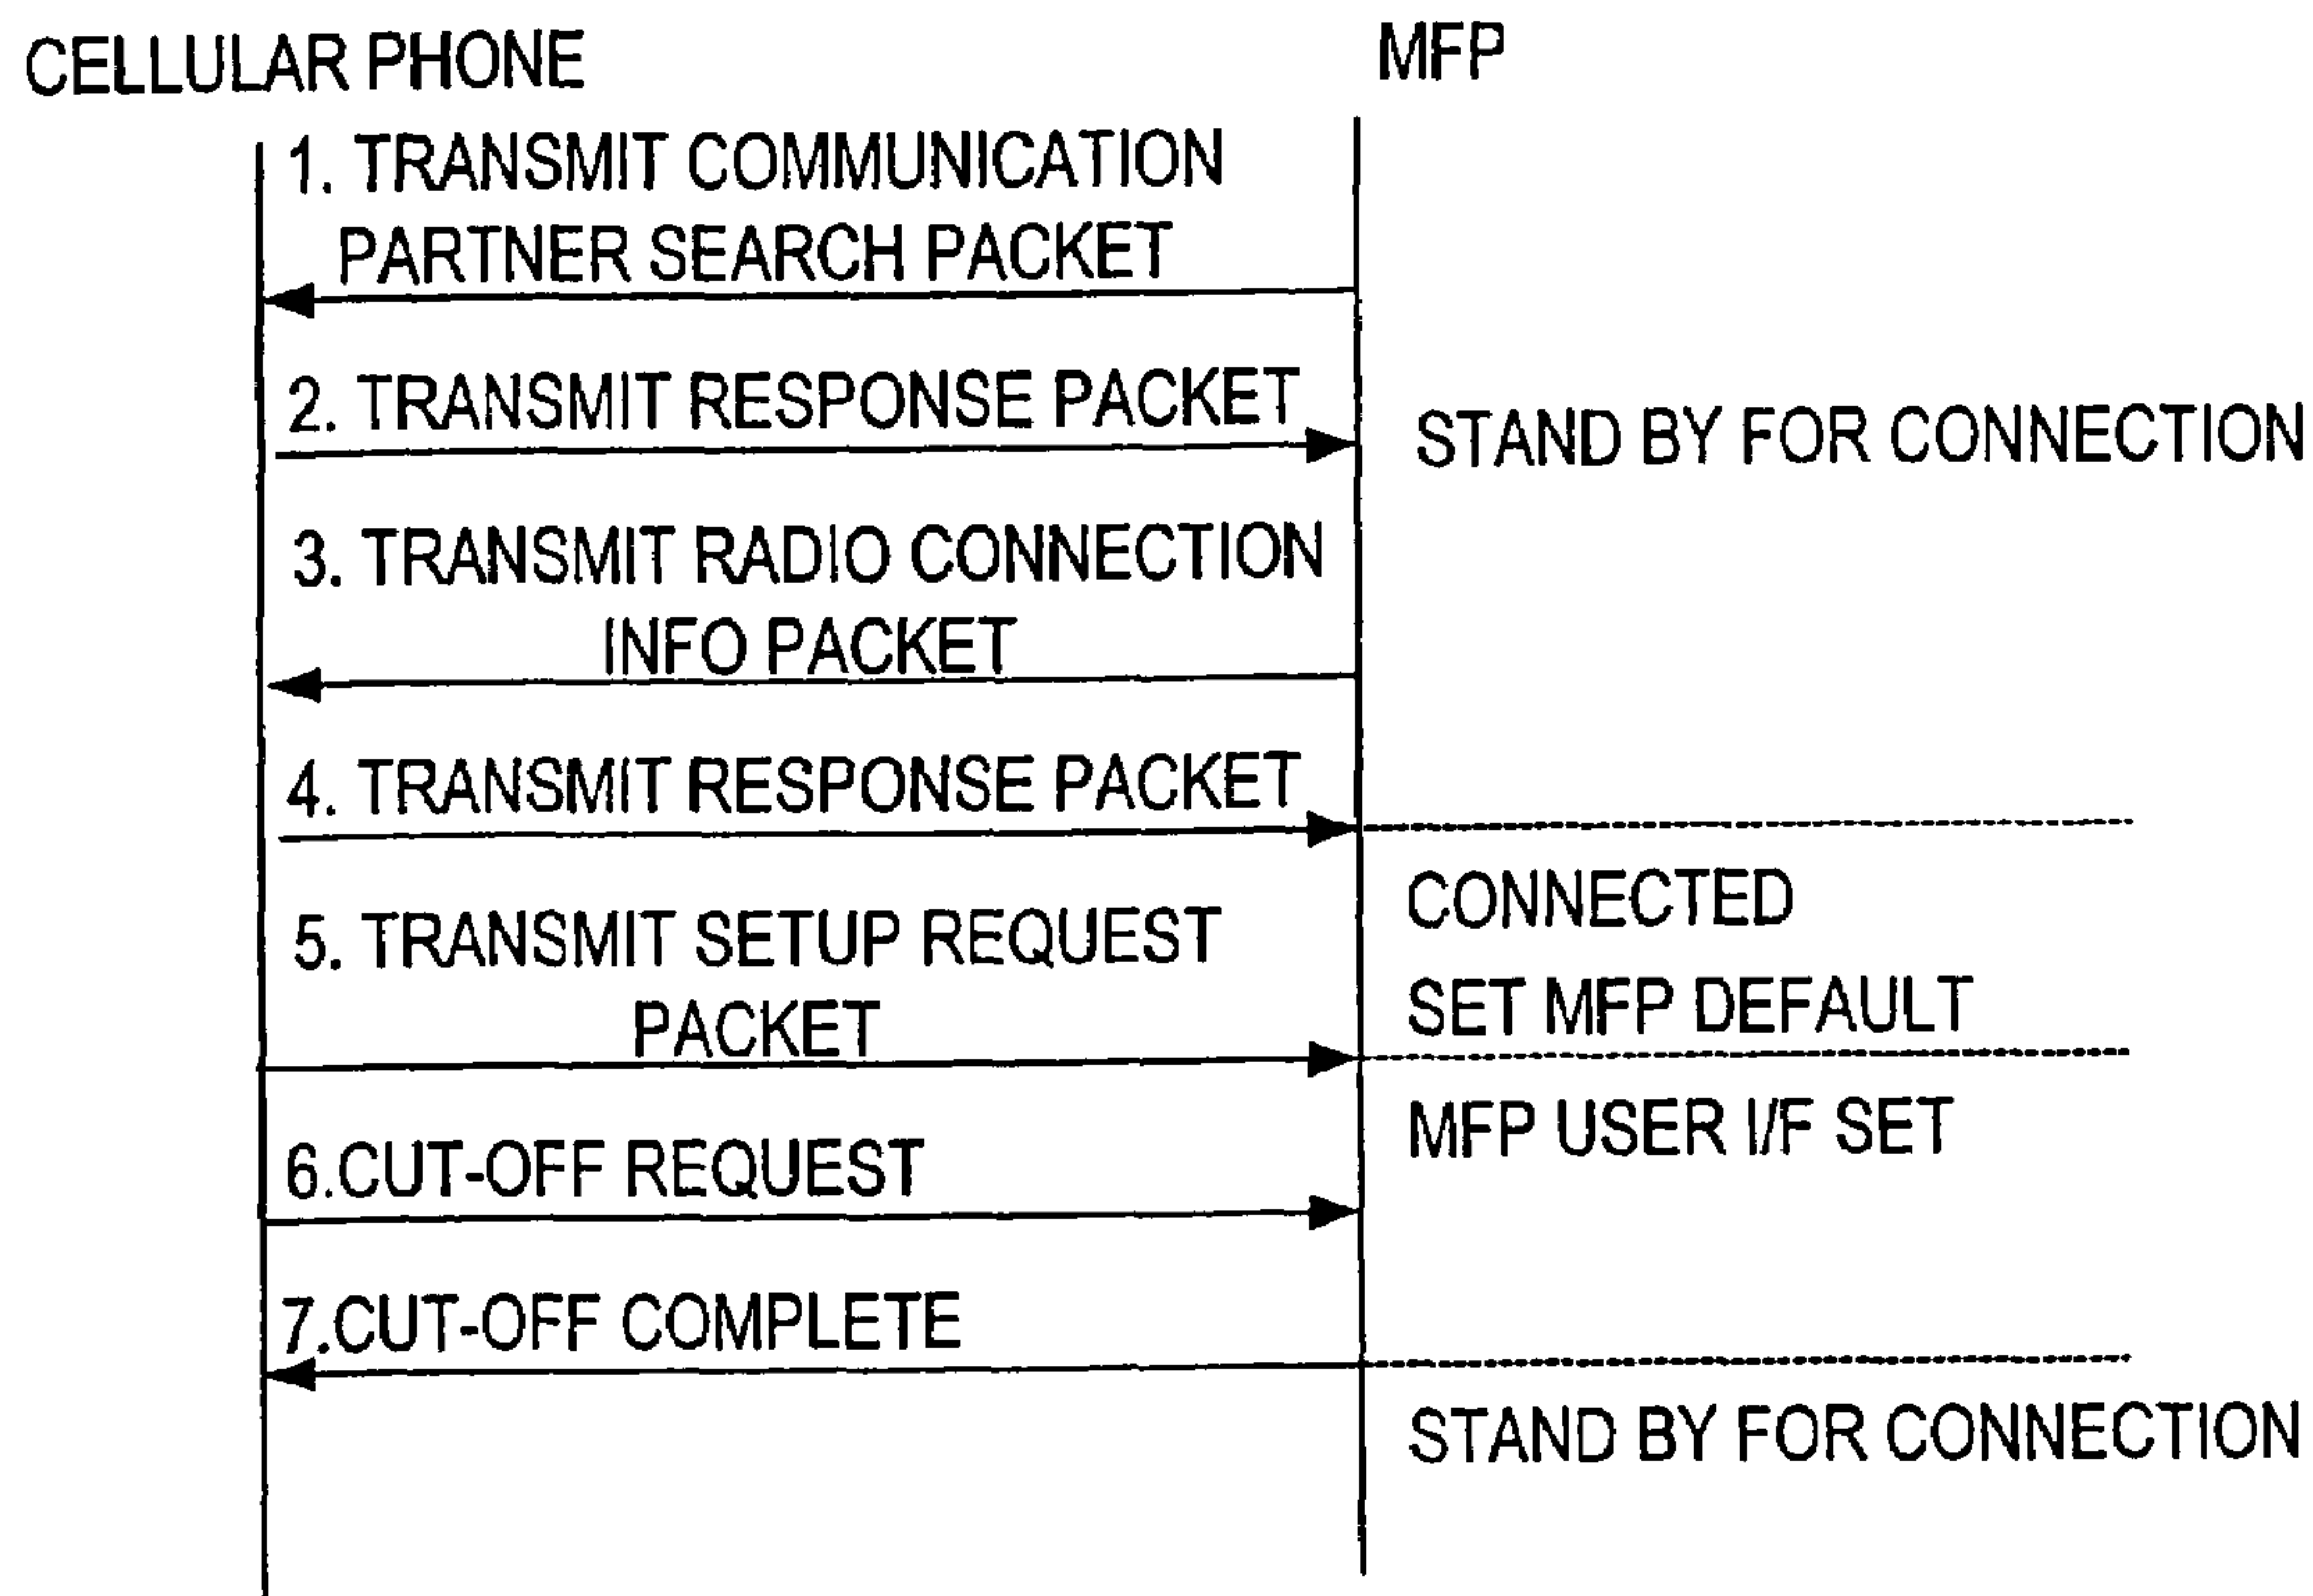 CELLULAR PHONE
MFP
1. TRANSMIT COMMUNICATION
PARTNER SEARCH PACKET
2. TRANSMIT RESPONSE PACKET
STAND BY FOR CONNECTION
3. TRANSMIT RADIO CONNECTION
INFO PACKET
4. TRANSMIT RESPONSE PACKET
CONNECTED
5. TRANSMIT SETUP REQUEST
PACKET
SET MFP DEFAULT
MFP USER I/F SET
6.CUT-OFF REQUEST
7.CUT-OFF COMPLETE
STAND BY FOR CONNECTION